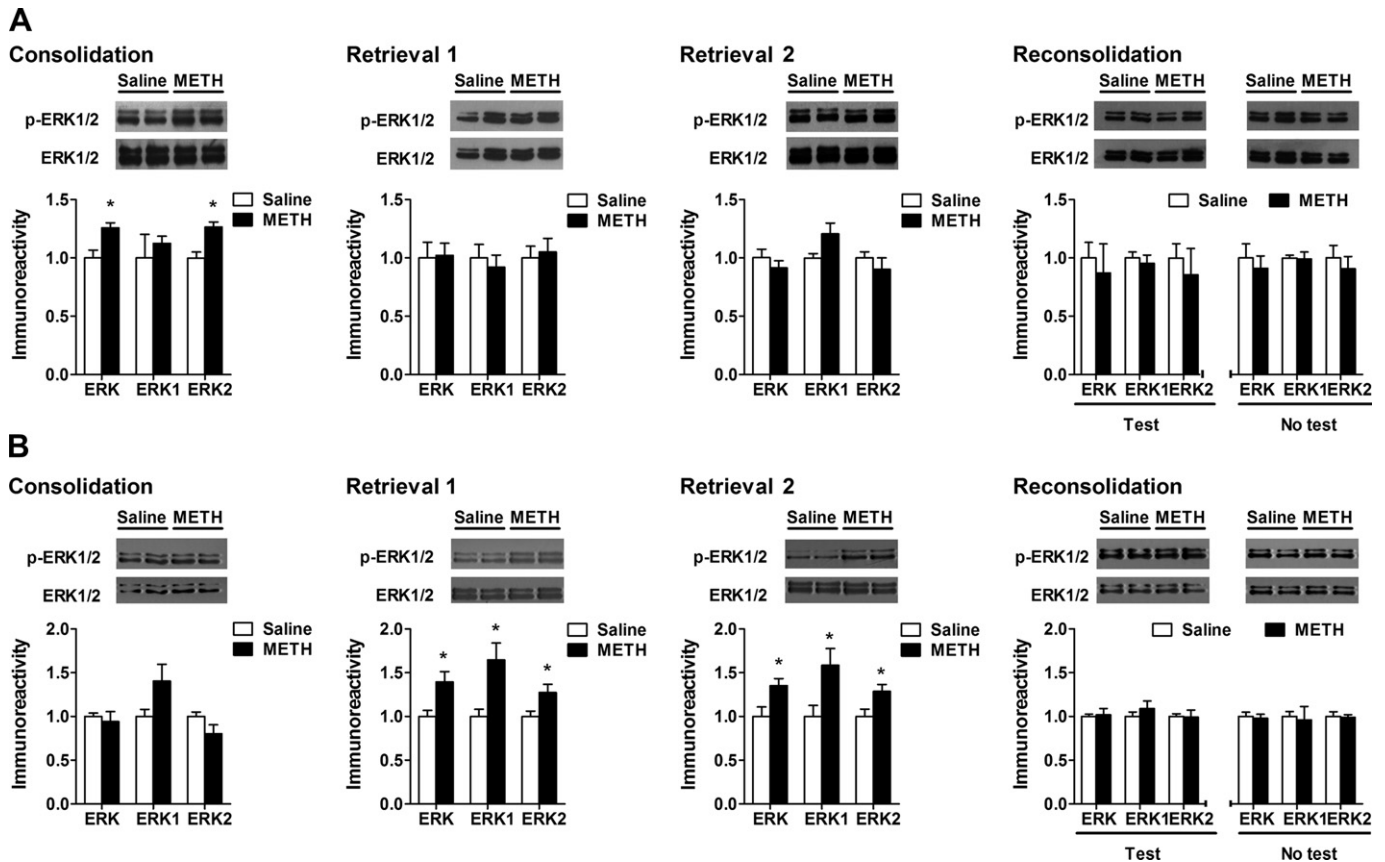 A
Consolidation
Saline METH
p-ERK1/2
ERK1/2
Saline
METH
Immunoreactivity
1.5
1.0
0.5
0.0
*
*
ERK ERK1 ERK2
Retrieval 1
Saline METH
p-ERK1/2
ERK1/2
Saline
METH
Immunoreactivity
1.5
1.0
0.5
0.0
ERK ERK1 ERK2
Retrieval 2
Saline METH
p-ERK1/2
ERK1/2
Saline
METH
Immunoreactivity
1.5
1.0
0.5
0.0
ERK ERK1 ERK2
Reconsolidation
Saline METH Saline METH
p-ERK1/2
ERK1/2
Saline METH
Immunoreactivity
1.5
1.0
0.5
0.0
ERK ERK1 ERK2 ERK ERK1 ERK2
Test No test
B
Consolidation
Saline METH
p-ERK1/2
ERK1/2
Saline
METH
Immunoreactivity
2.0
1.5
1.0
0.5
0.0
ERK ERK1 ERK2
Retrieval 1
Saline METH
p-ERK1/2
ERK1/2
Saline
METH
Immunoreactivity
2.0
1.5
1.0
0.5
0.0
* * *
ERK ERK1 ERK2
Retrieval 2
Saline METH
p-ERK1/2
ERK1/2
Saline
METH
Immunoreactivity
2.0
1.5
1.0
0.5
0.0
* * *
ERK ERK1 ERK2
Reconsolidation
Saline METH Saline METH
p-ERK1/2
ERK1/2
Saline METH
Immunoreactivity
2.0
1.5
1.0
0.5
0.0
ERK ERK1 ERK2 ERK ERK1 ERK2
Test No test